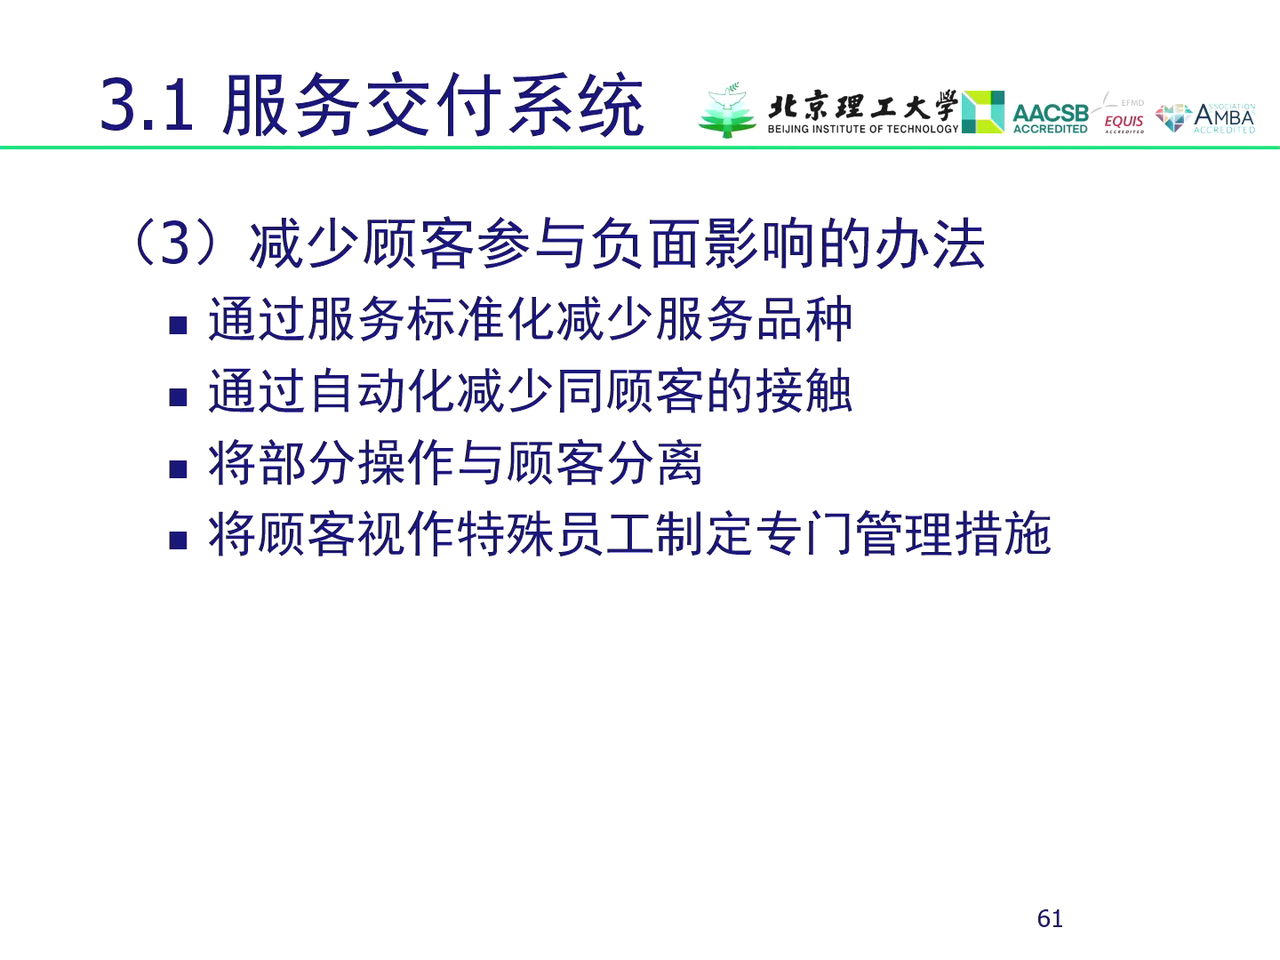 3.1 服务交付系统
北京理工大学
BEIJING INSTITUTE OF TECHNOLOGY
AACSB
ACCREDITED
EFMD
EQUIS
ACCREDITED
ASSOCIATION
AMBA
ACCREDITED
（3）减少顾客参与负面影响的办法
■ 通过服务标准化减少服务品种
■ 通过自动化减少同顾客的接触
■ 将部分操作与顾客分离
■ 将顾客视作特殊员工制定专门管理措施
61